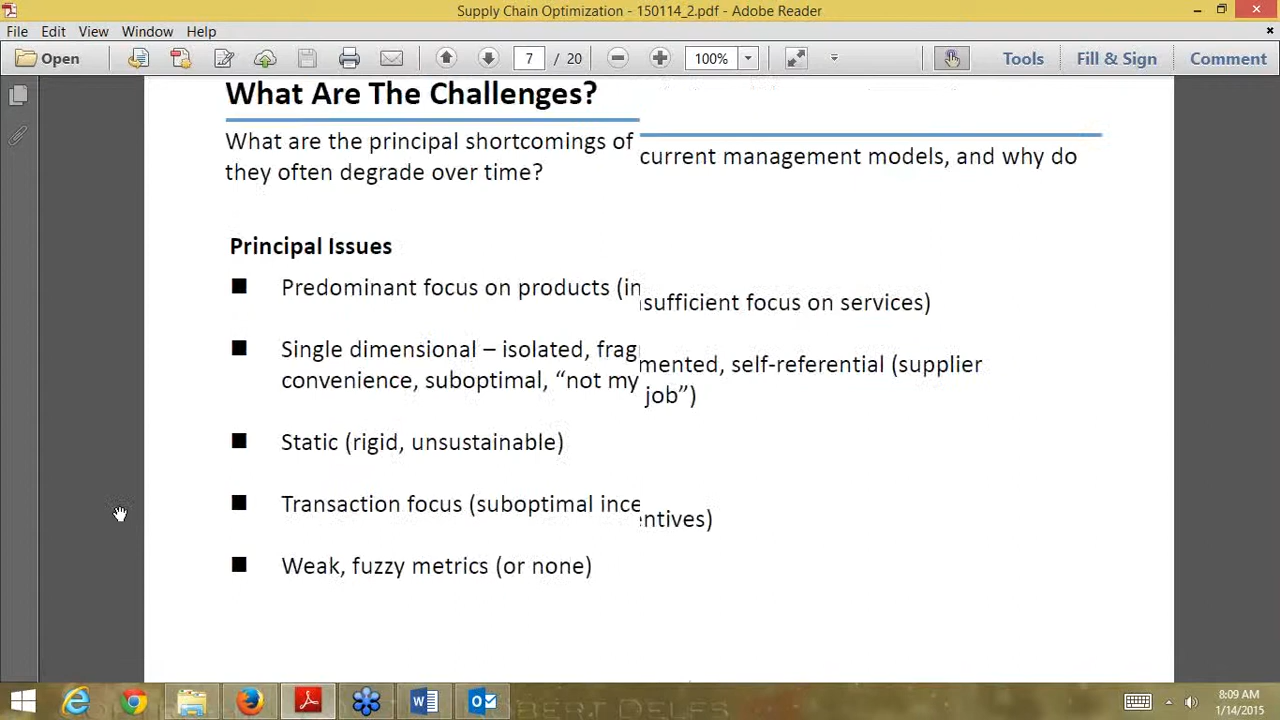 Supply Chain Optimization - 150114_2.pdf - Adobe Reader
File Edit View Window Help
Open 7 / 20 100% Tools Fill & Sign Comment
What Are The Challenges?
What are the principal shortcomings of current management models, and why do
they often degrade over time?
Principal Issues
Predominant focus on products (insufficient focus on services)
Single dimensional – isolated, fragmented, self-referential (supplier
convenience, suboptimal, “not my job”)
Static (rigid, unsustainable)
Transaction focus (suboptimal incentives)
Weak, fuzzy metrics (or none)
8:09 AM
1/14/2015